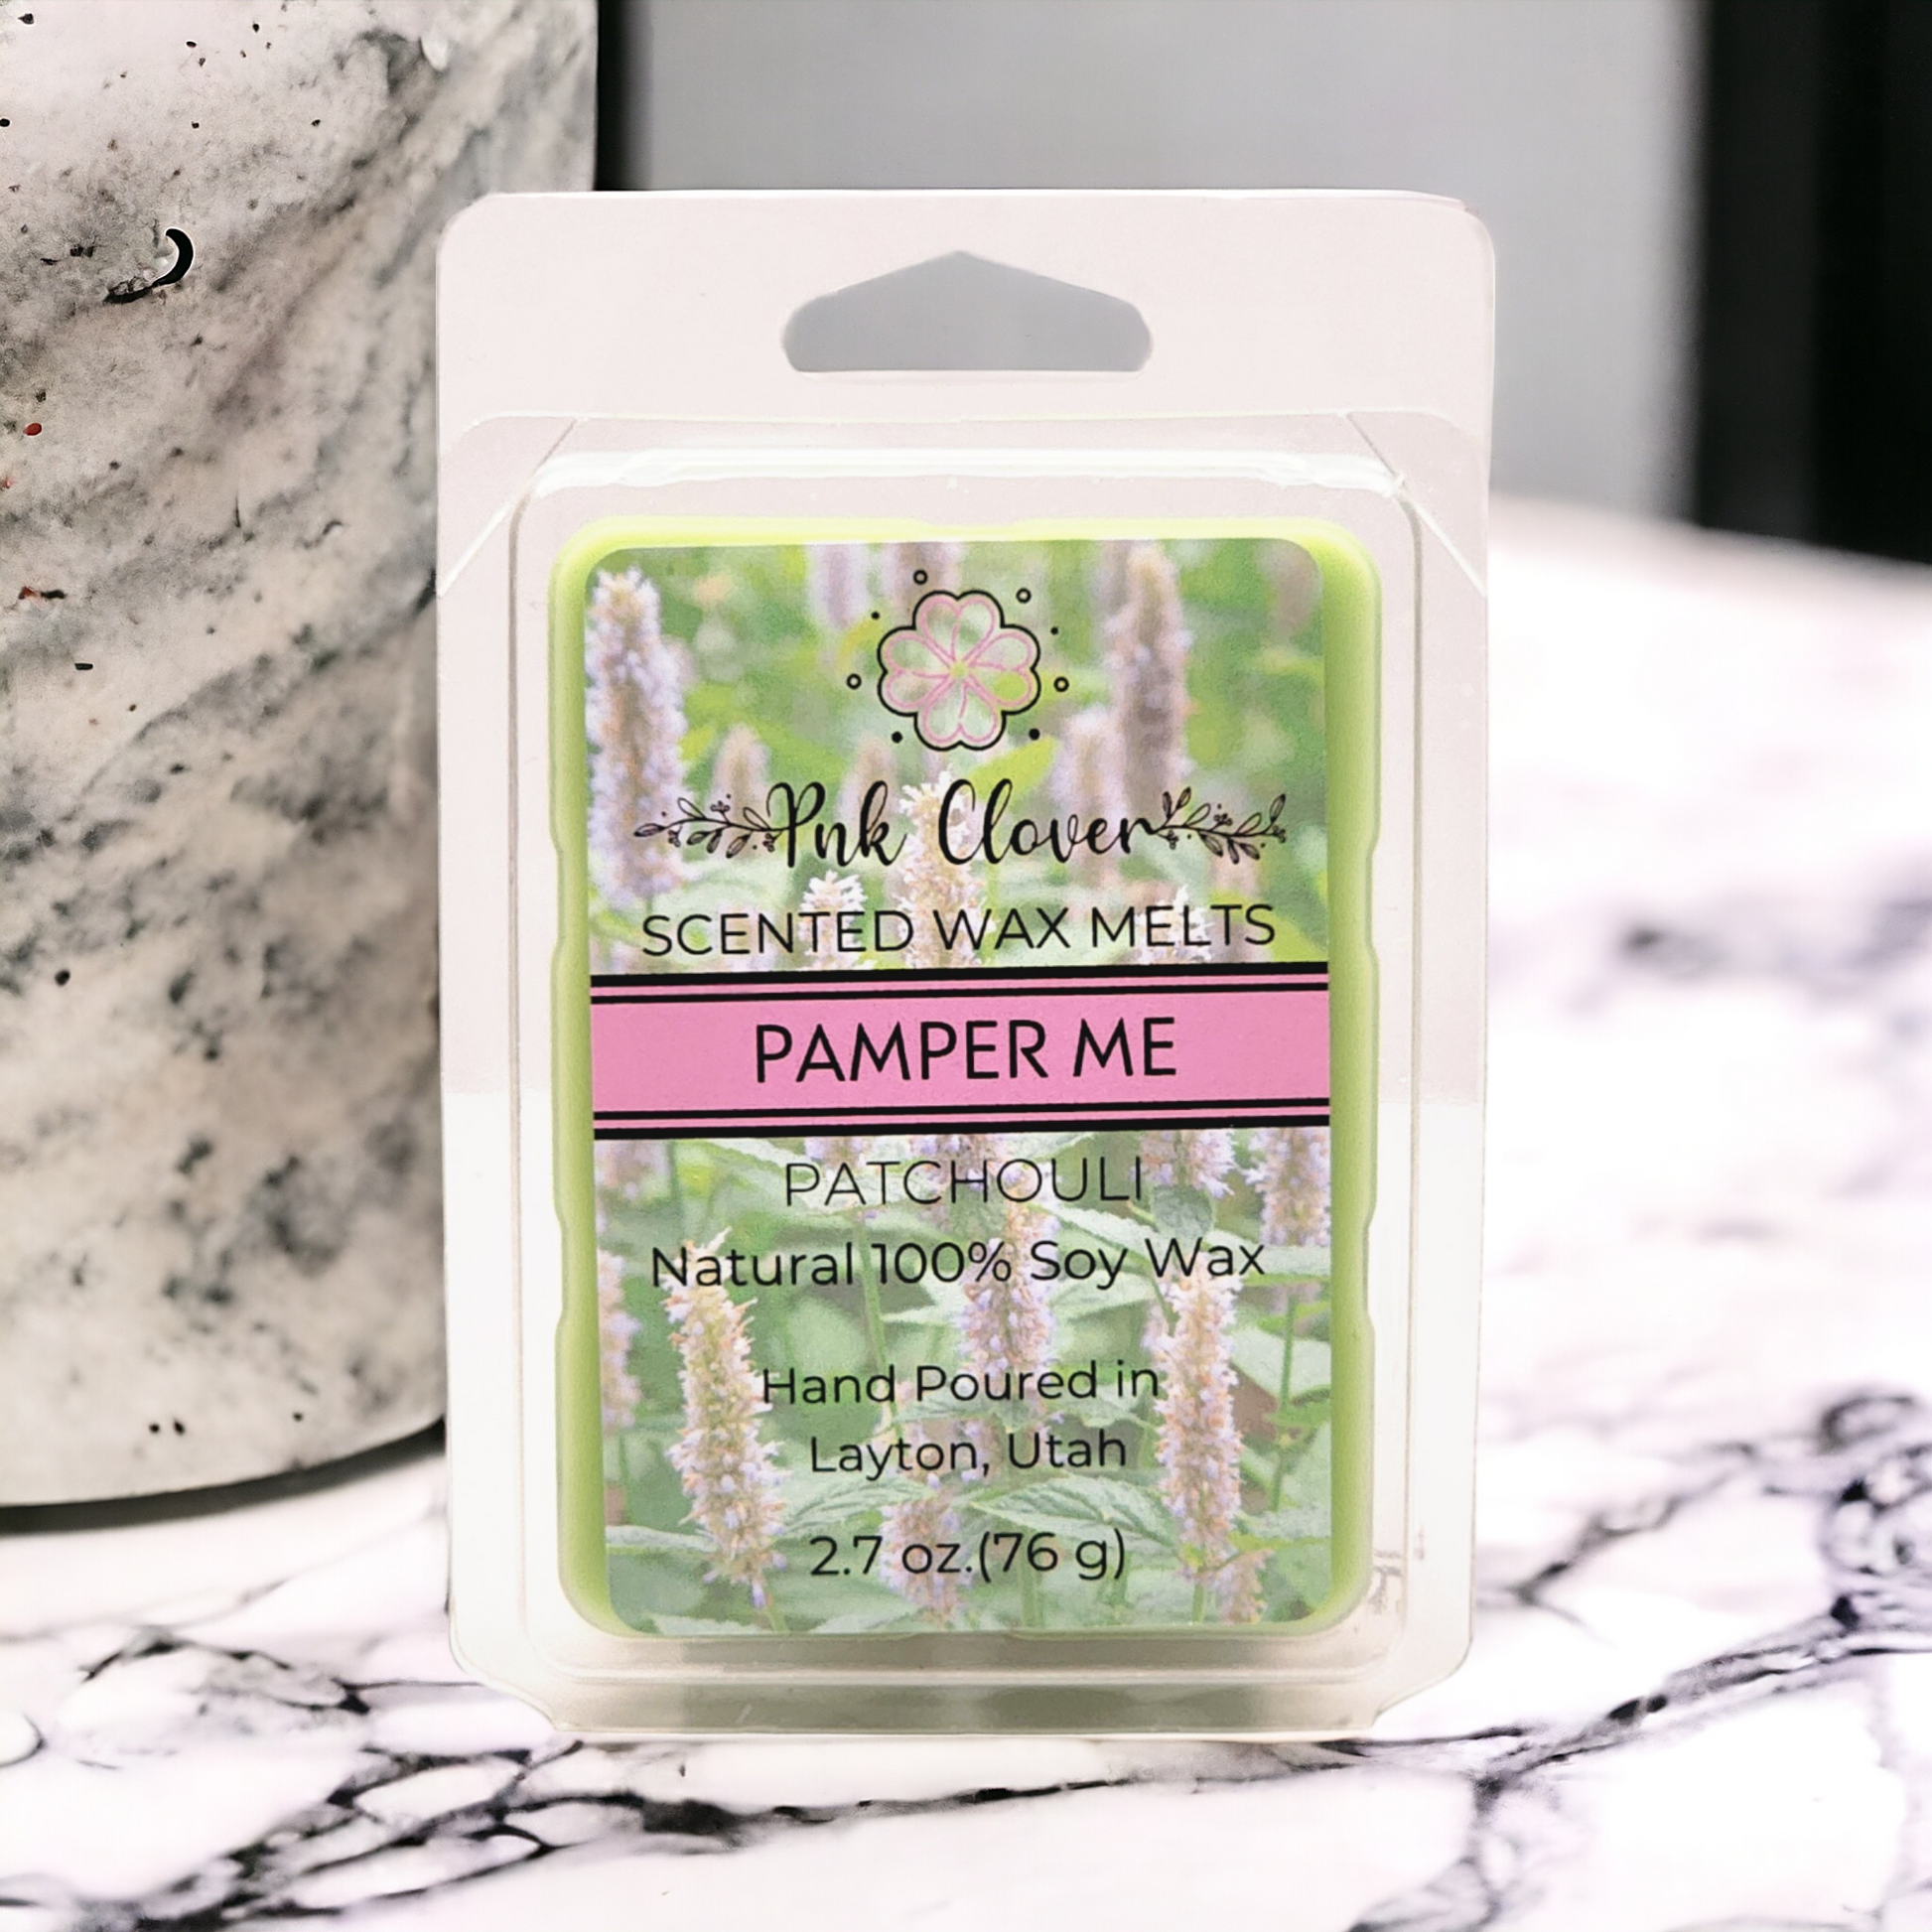 Pnk Clover
SCENTED WAX MELTS
PAMPER ME
PATCHOULI
Natural 100% Soy Wax
Hand Poured in
Layton, Utah
2.7 oz.(76 g)